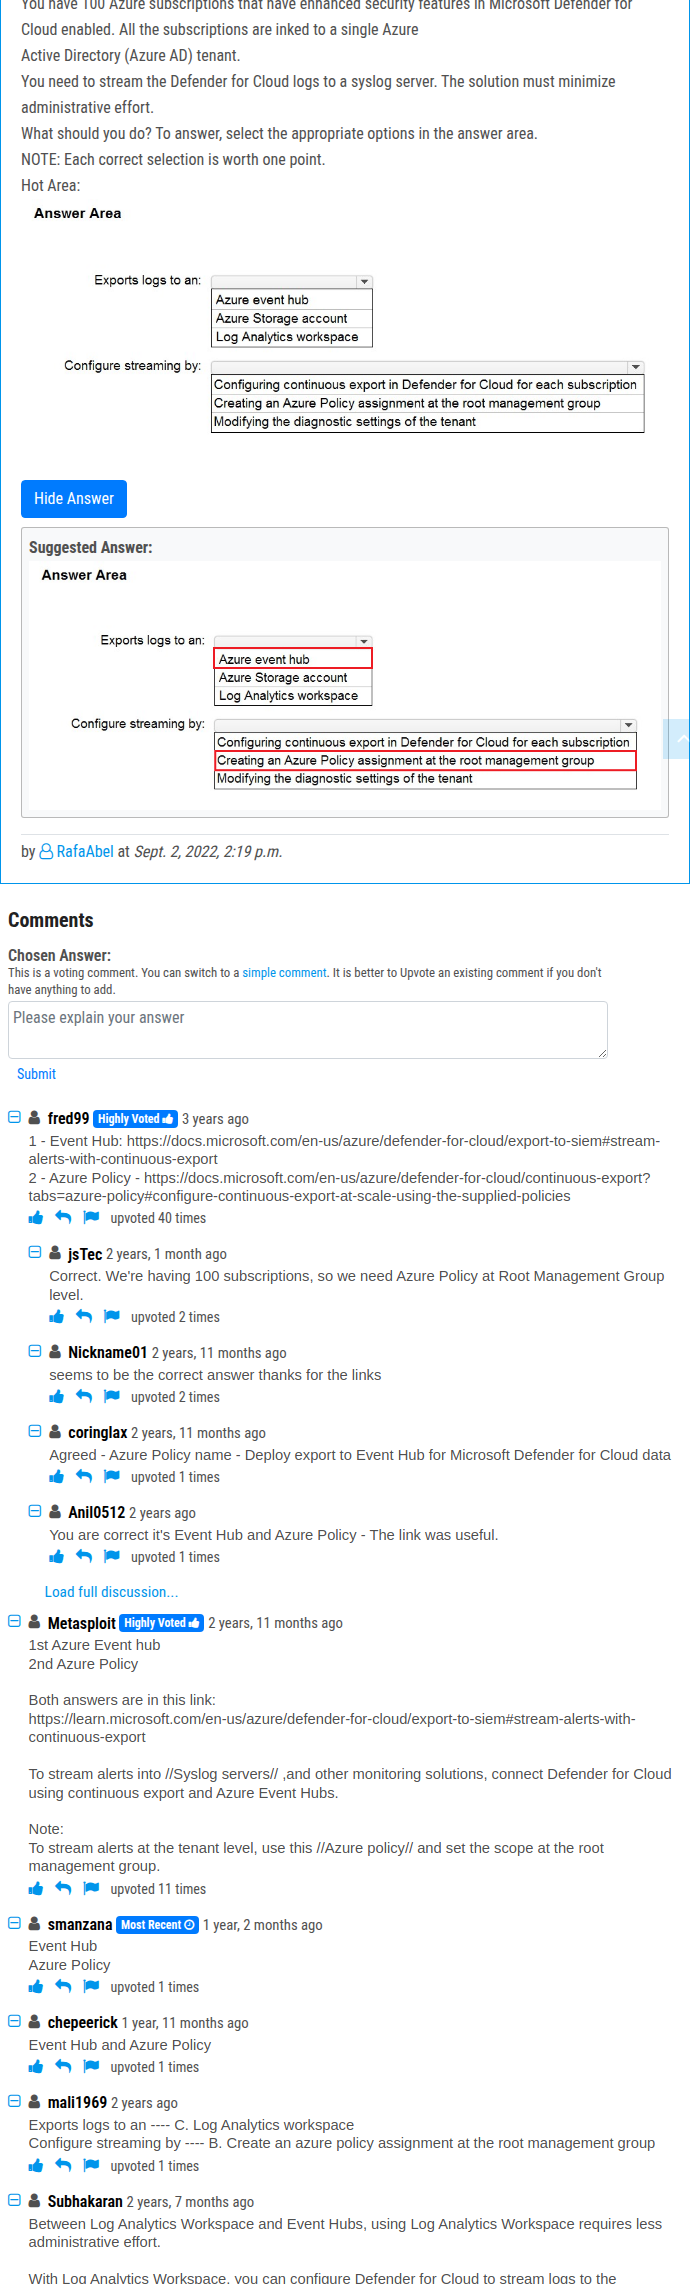 You have 100 Azure subscriptions that have enhanced security features in Microsoft Defender for
Cloud enabled. All the subscriptions are inked to a single Azure
Active Directory (Azure AD) tenant.
You need to stream the Defender for Cloud logs to a syslog server. The solution must minimize
administrative effort.
What should you do? To answer, select the appropriate options in the answer area.
NOTE: Each correct selection is worth one point.
Hot Area:
Answer Area
Exports logs to an:
Azure event hub
Azure Storage account
Log Analytics workspace
Configure streaming by:
Configuring continuous export in Defender for Cloud for each subscription
Creating an Azure Policy assignment at the root management group
Modifying the diagnostic settings of the tenant
Hide Answer
Suggested Answer:
Answer Area
Exports logs to an:
Azure event hub
Azure Storage account
Log Analytics workspace
Configure streaming by:
Configuring continuous export in Defender for Cloud for each subscription
Creating an Azure Policy assignment at the root management group
Modifying the diagnostic settings of the tenant
by RafaAbel at Sept. 2, 2022, 2:19 p.m.
Comments
Chosen Answer:
This is a voting comment. You can switch to a simple comment. It is better to Upvote an existing comment if you don't
have anything to add.
Please explain your answer
Submit
fred99 Highly Voted 3 years ago
1 - Event Hub: https://docs.microsoft.com/en-us/azure/defender-for-cloud/export-to-siem#stream-
alerts-with-continuous-export
2 - Azure Policy - https://docs.microsoft.com/en-us/azure/defender-for-cloud/continuous-export?
tabs=azure-policy#configure-continuous-export-at-scale-using-the-supplied-policies
upvoted 40 times
jsTec 2 years, 1 month ago
Correct. We're having 100 subscriptions, so we need Azure Policy at Root Management Group
level.
upvoted 2 times
Nickname01 2 years, 11 months ago
seems to be the correct answer thanks for the links
upvoted 2 times
coringlax 2 years, 11 months ago
Agreed - Azure Policy name - Deploy export to Event Hub for Microsoft Defender for Cloud data
upvoted 1 times
Anil0512 2 years ago
You are correct it's Event Hub and Azure Policy - The link was useful.
upvoted 1 times
Load full discussion...
Metasploit Highly Voted 2 years, 11 months ago
1st Azure Event hub
2nd Azure Policy
Both answers are in this link:
https://learn.microsoft.com/en-us/azure/defender-for-cloud/export-to-siem#stream-alerts-with-
continuous-export
To stream alerts into //Syslog servers// ,and other monitoring solutions, connect Defender for Cloud
using continuous export and Azure Event Hubs.
Note:
To stream alerts at the tenant level, use this //Azure policy// and set the scope at the root
management group.
upvoted 11 times
smanzana Most Recent 1 year, 2 months ago
Event Hub
Azure Policy
upvoted 1 times
chepeerick 1 year, 11 months ago
Event Hub and Azure Policy
upvoted 1 times
mali1969 2 years ago
Exports logs to an ---- C. Log Analytics workspace
Configure streaming by ---- B. Create an azure policy assignment at the root management group
upvoted 1 times
Subhakaran 2 years, 7 months ago
Between Log Analytics Workspace and Event Hubs, using Log Analytics Workspace requires less
administrative effort.
With Log Analytics Workspace, you can configure Defender for Cloud to stream logs to the